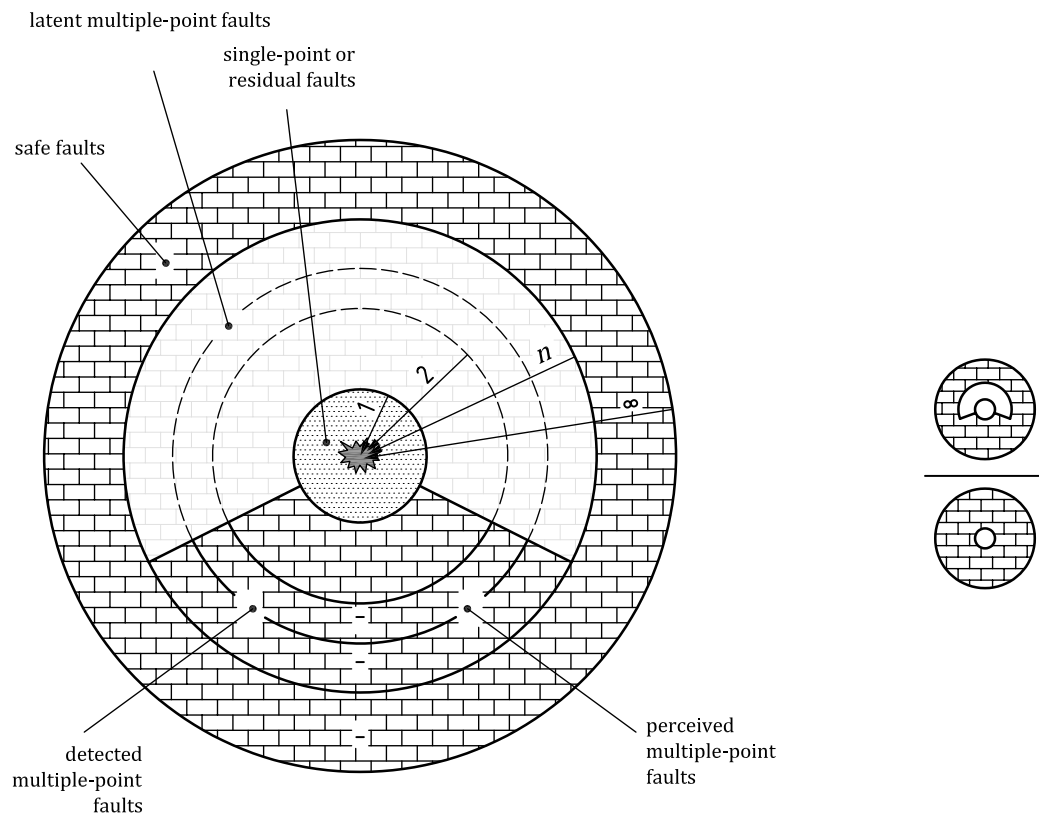 latent multiple-point faults
single-point or
residual faults
safe faults
n
2
1
∞
perceived
multiple-point
faults
detected
multiple-point
faults